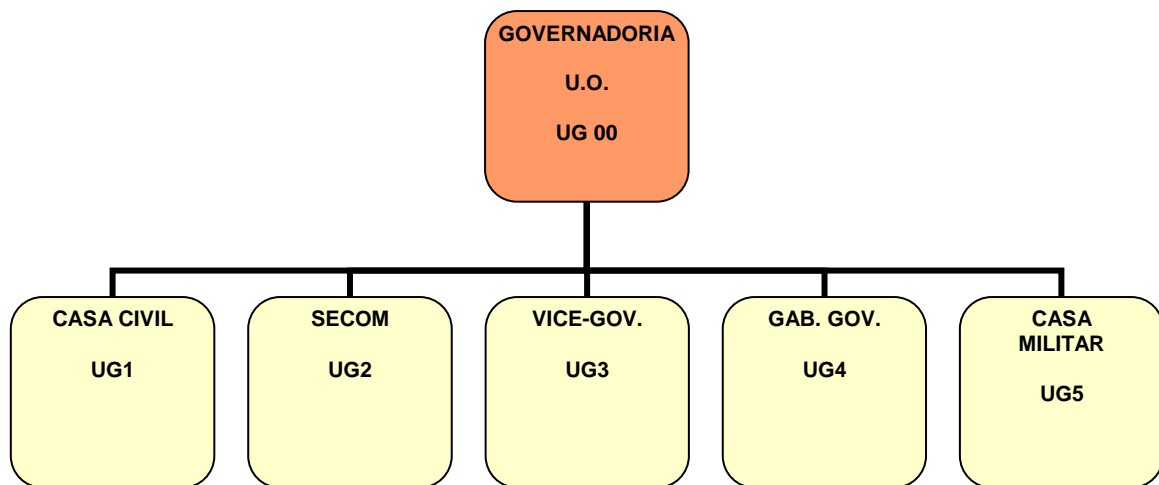 GOVERNADORIA
U.O.
UG 00
CASA CIVIL
UG1
SECOM
UG2
VICE-GOV.
UG3
GAB. GOV.
UG4
CASA
MILITAR
UG5